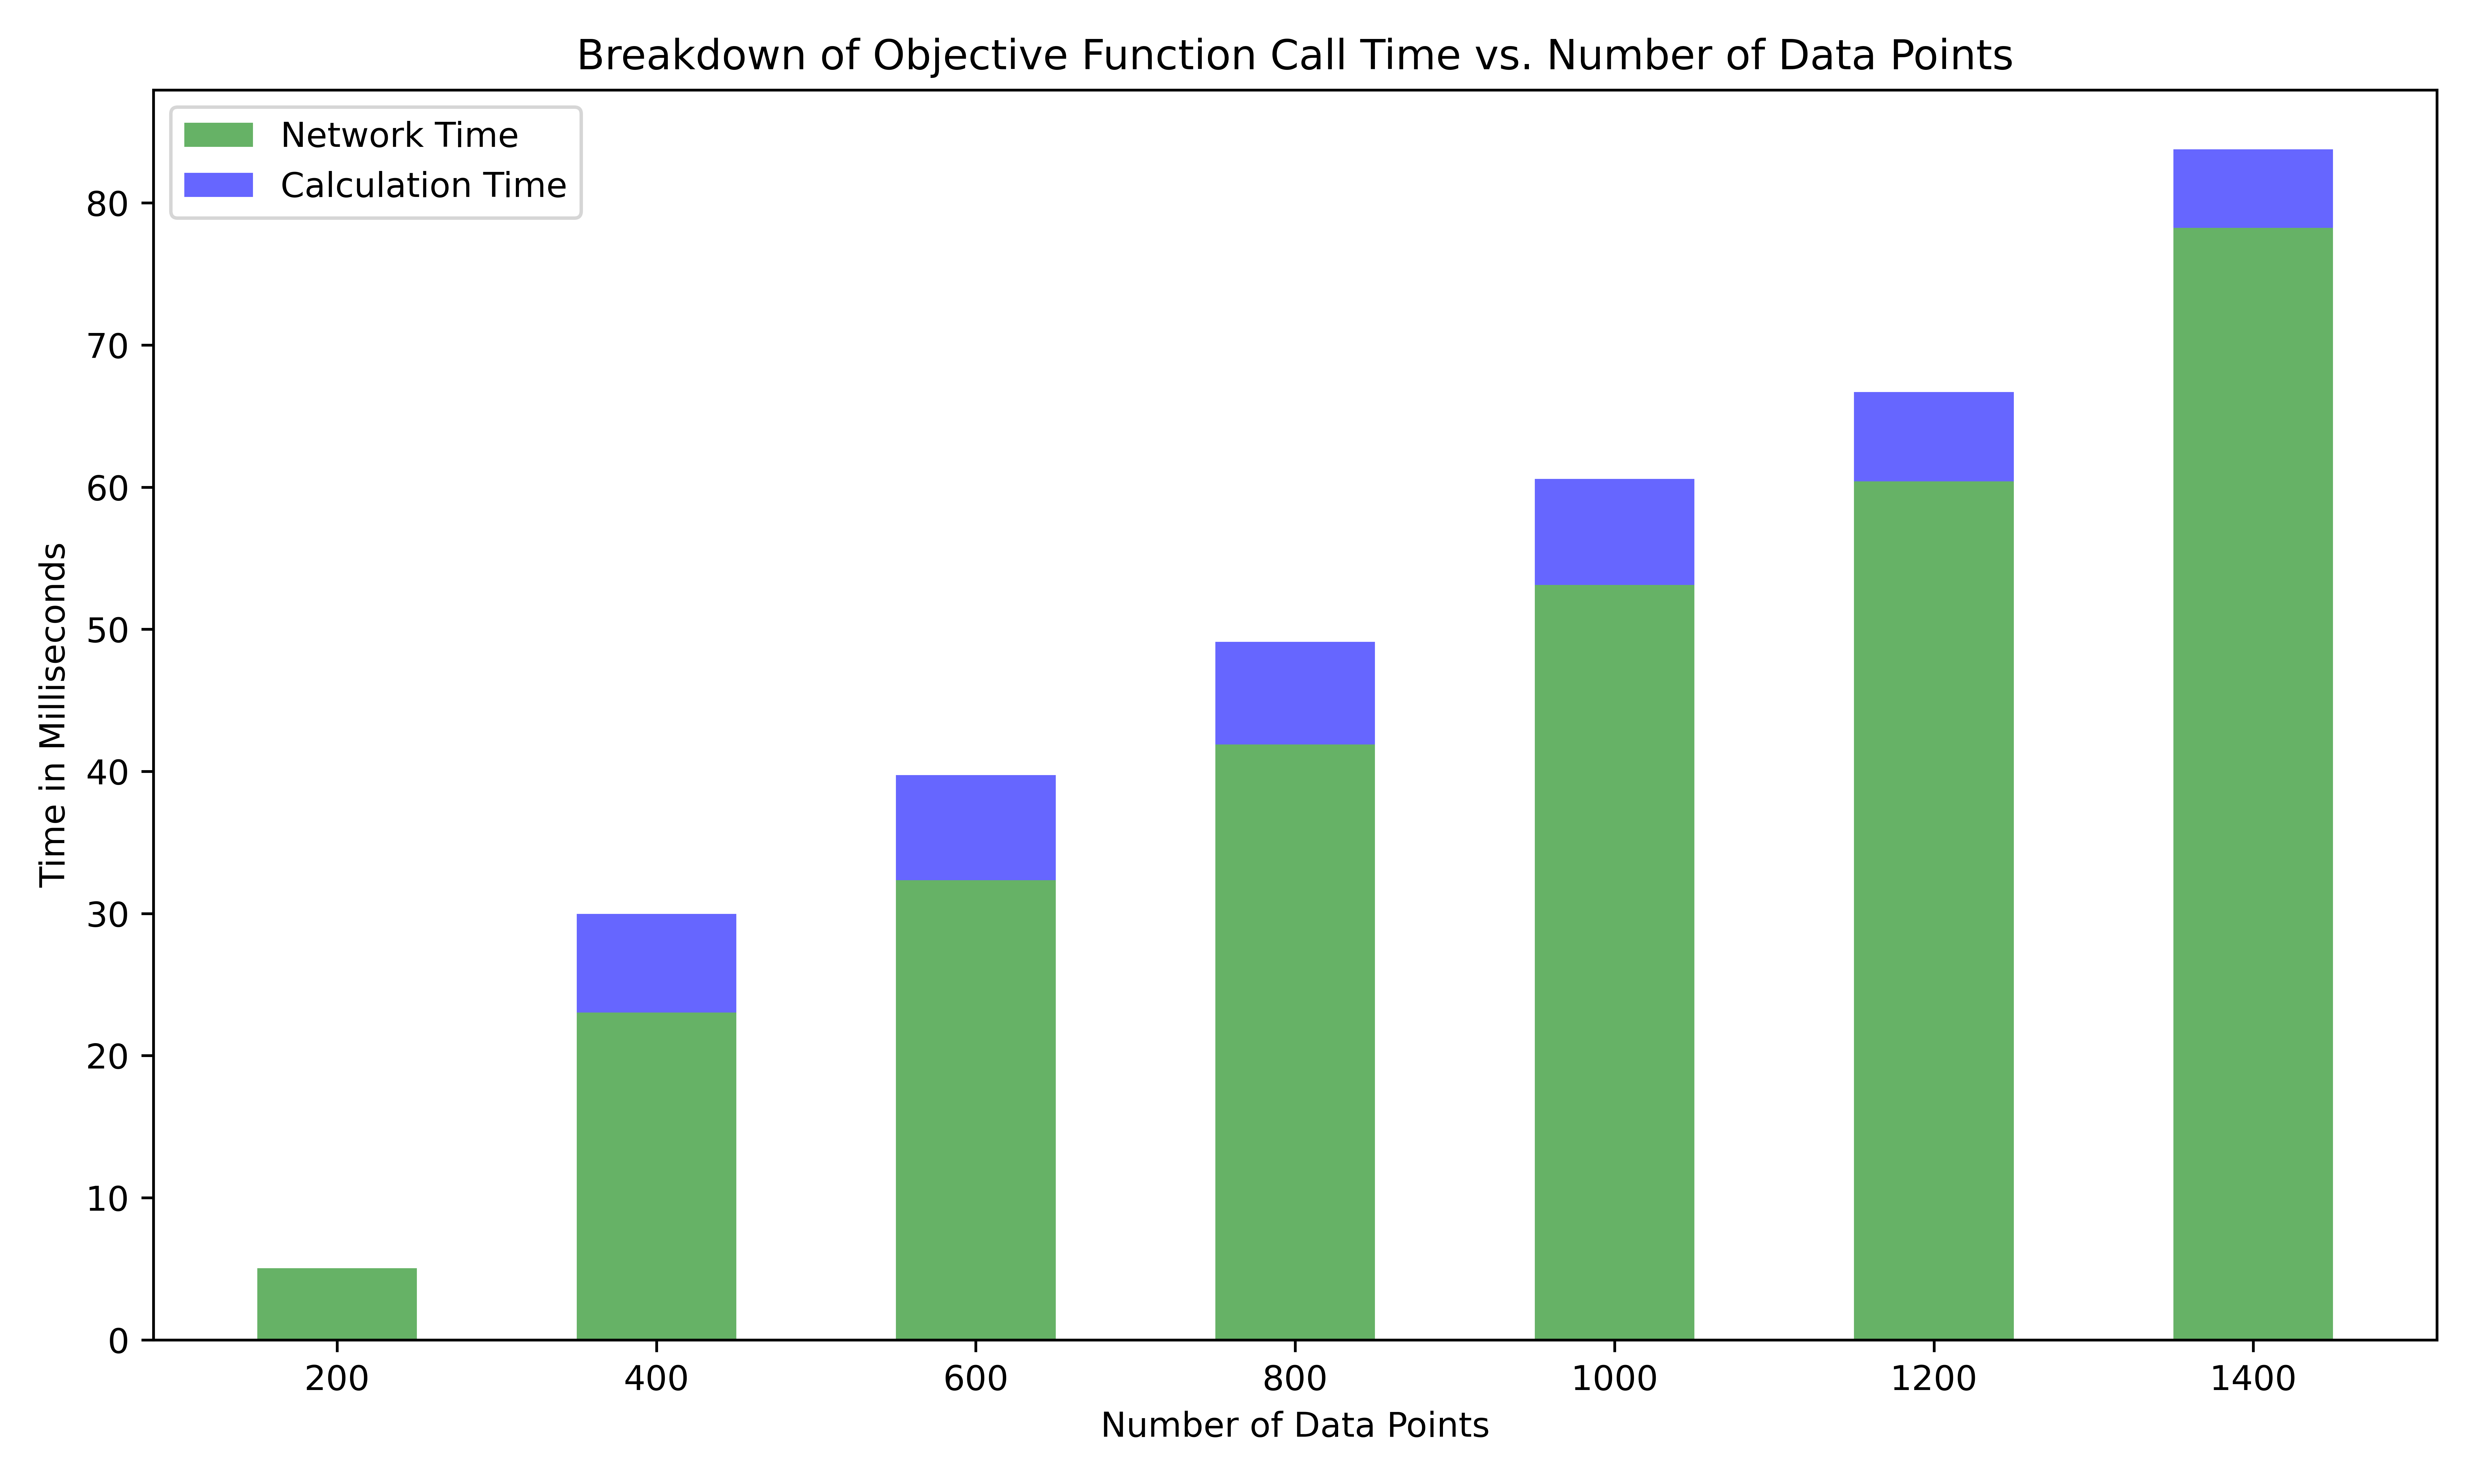 Breakdown of Objective Function Call Time vs. Number of Data Points
Network Time
Calculation Time
80
70
60
50
40
30
20
10
0
Time in Milliseconds
200 400 600 800 1000 1200 1400
Number of Data Points